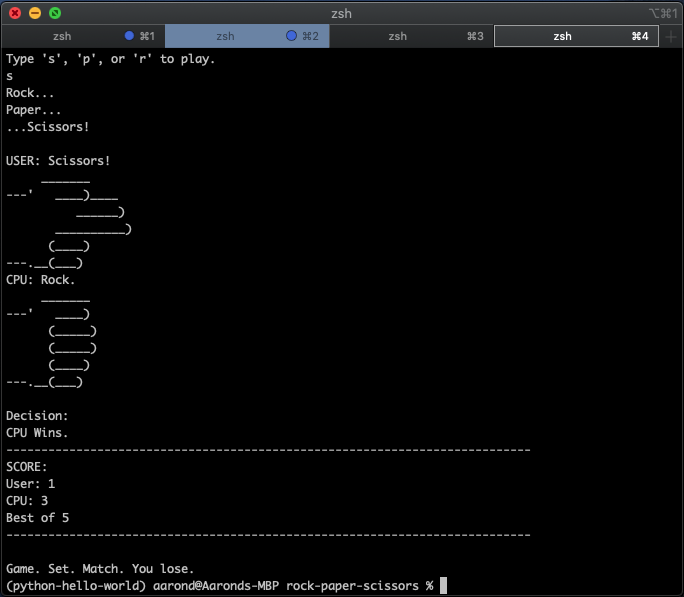 zsh
⌥⌘1
zsh ⌘1
zsh ⌘2
zsh ⌘3
zsh ⌘4
Type 's', 'p', or 'r' to play.
s
Rock...
Paper...
...Scissors!

USER: Scissors!
     _______
---'   ____)____
          ______)
       __________)
      (____)
---.__(___)
CPU: Rock.
     _______
---'   ____)
      (_____)
      (_____)
      (____)
---.__(___)

Decision:
CPU Wins.
---------------------------------------------------------------------------
SCORE:
User: 1
CPU: 3
Best of 5
---------------------------------------------------------------------------

Game. Set. Match. You lose.
(python-hello-world) aarond@Aaronds-MBP rock-paper-scissors %